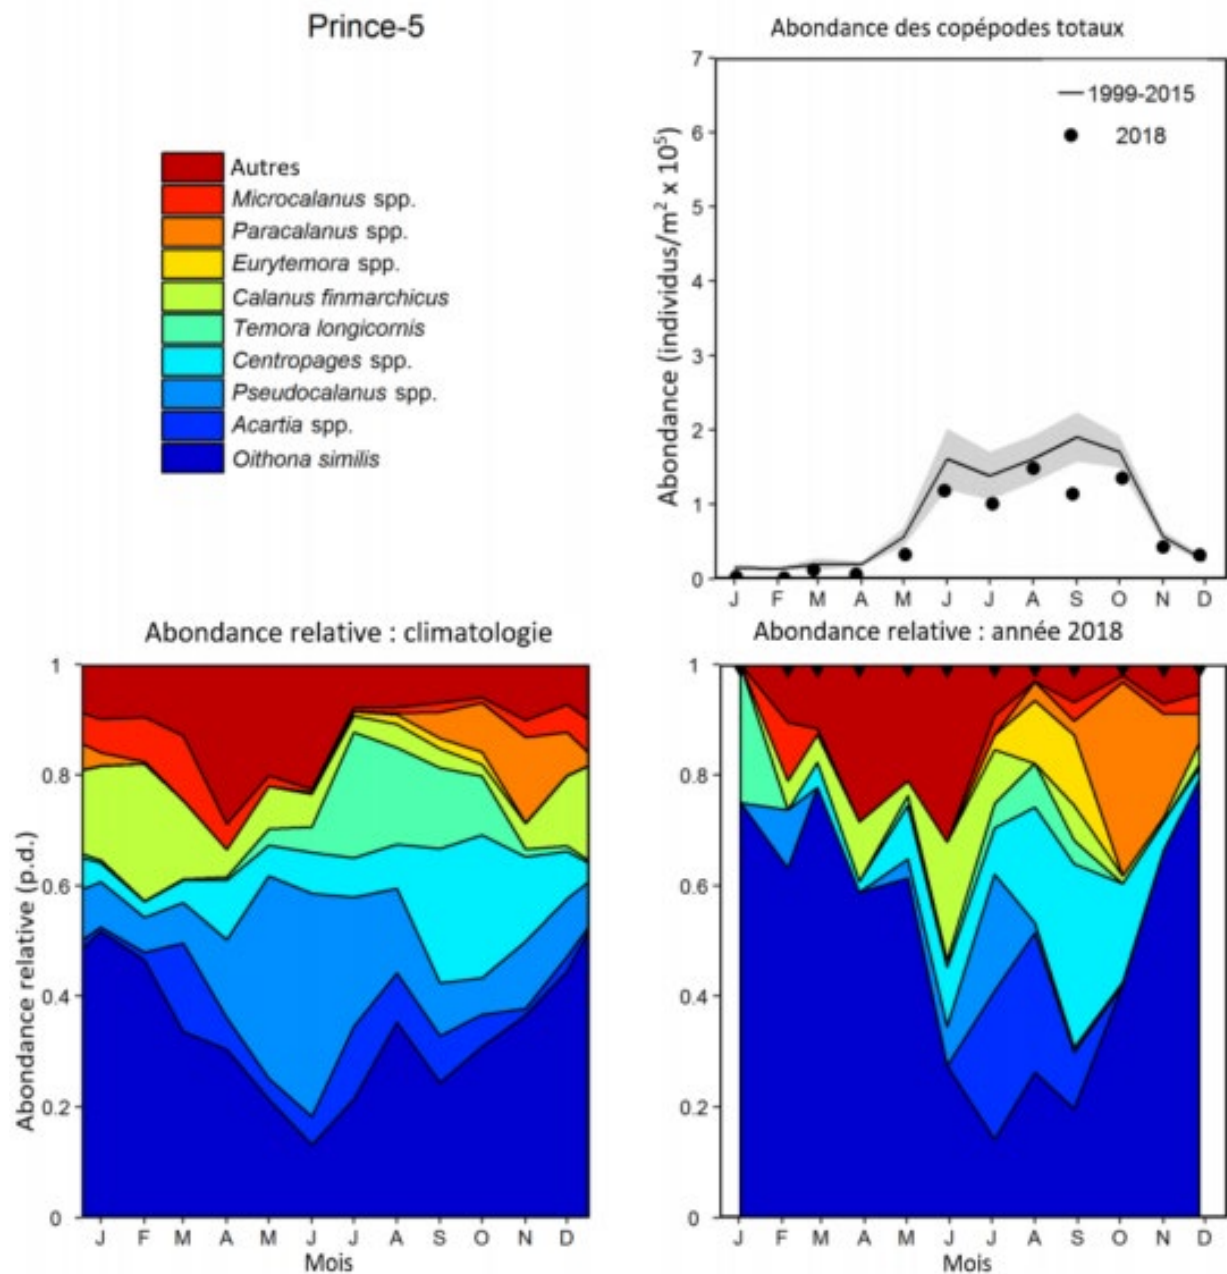 Prince-5
Autres
Microcalanus spp.
Paracalanus spp.
Eurytemora spp.
Calanus finmarchicus
Temora longicornis
Centropages spp.
Pseudocalanus spp.
Acartia spp.
Oithona similis
Abondance des copépodes totaux
1999-2015
2018
Abondance (individus/m² x 10⁵)
7
6
5
4
3
2
1
0
J F M A M J J A S O N D
Abondance relative : climatologie
Abondance relative (p.d.)
1
0.8
0.6
0.4
0.2
0
J F M A M J J A S O N D
Mois
Abondance relative : année 2018
1
0.8
0.6
0.4
0.2
0
J F M A M J J A S O N D
Mois